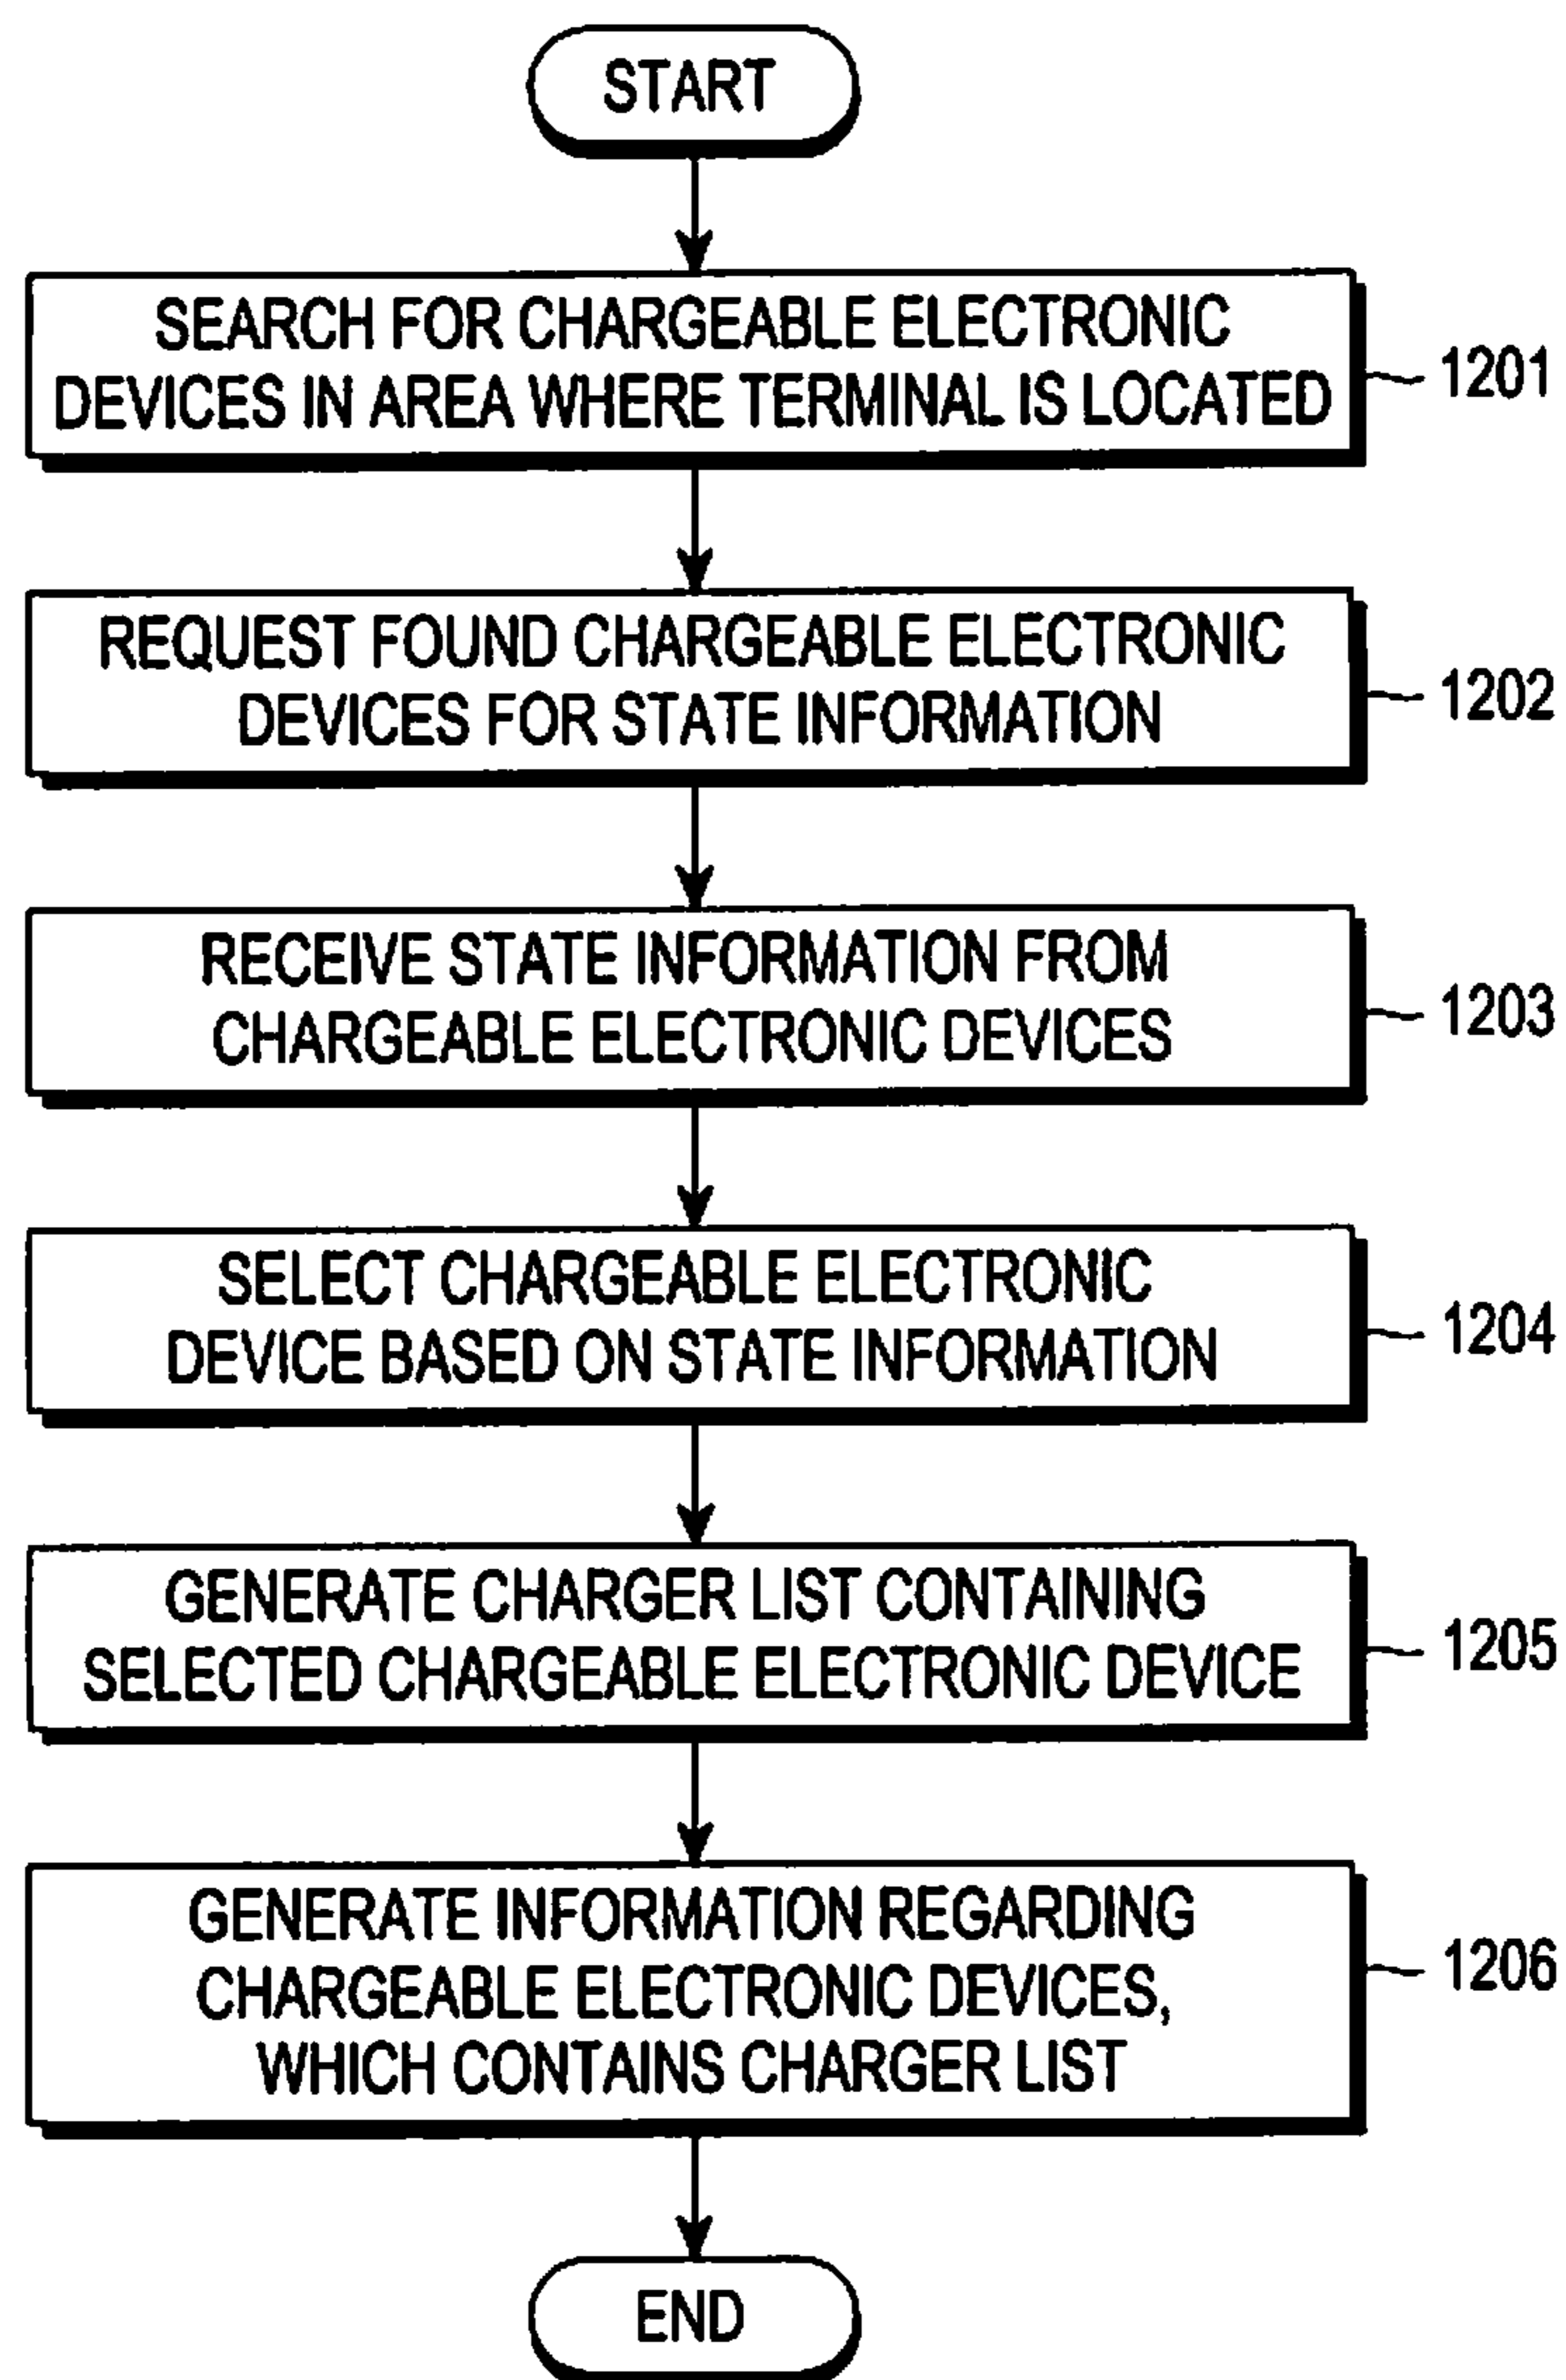 START
SEARCH FOR CHARGEABLE ELECTRONIC
DEVICES IN AREA WHERE TERMINAL IS LOCATED
1201
REQUEST FOUND CHARGEABLE ELECTRONIC
DEVICES FOR STATE INFORMATION
1202
RECEIVE STATE INFORMATION FROM
CHARGEABLE ELECTRONIC DEVICES
1203
SELECT CHARGEABLE ELECTRONIC
DEVICE BASED ON STATE INFORMATION
1204
GENERATE CHARGER LIST CONTAINING
SELECTED CHARGEABLE ELECTRONIC DEVICE
1205
GENERATE INFORMATION REGARDING
CHARGEABLE ELECTRONIC DEVICES,
WHICH CONTAINS CHARGER LIST
1206
END